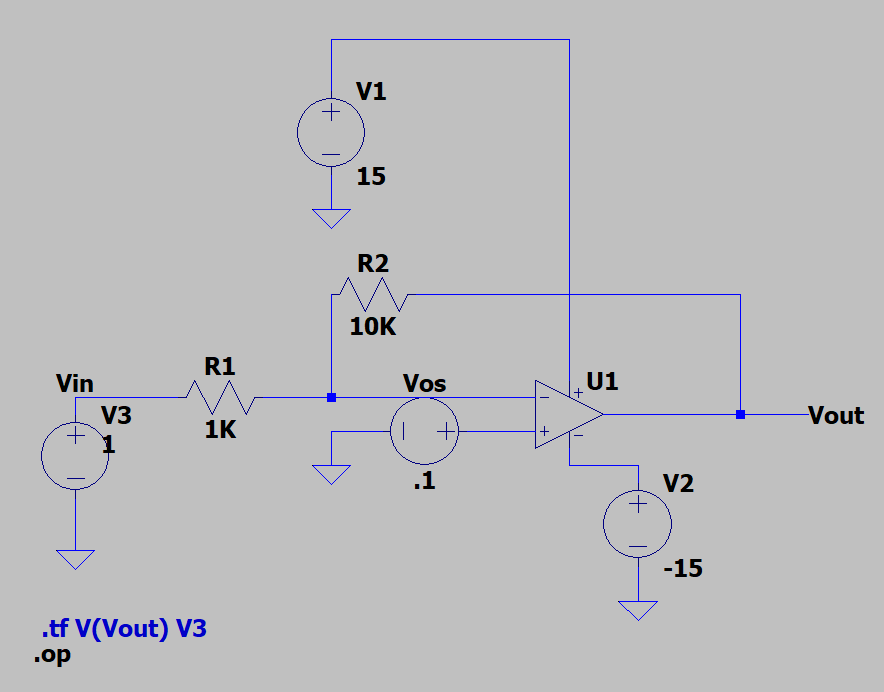 V1
15
R2
10K
R1
Vin
Vos
U1
V3
1
1K
Vout
.1
V2
-15
.tf V(Vout) V3
.op